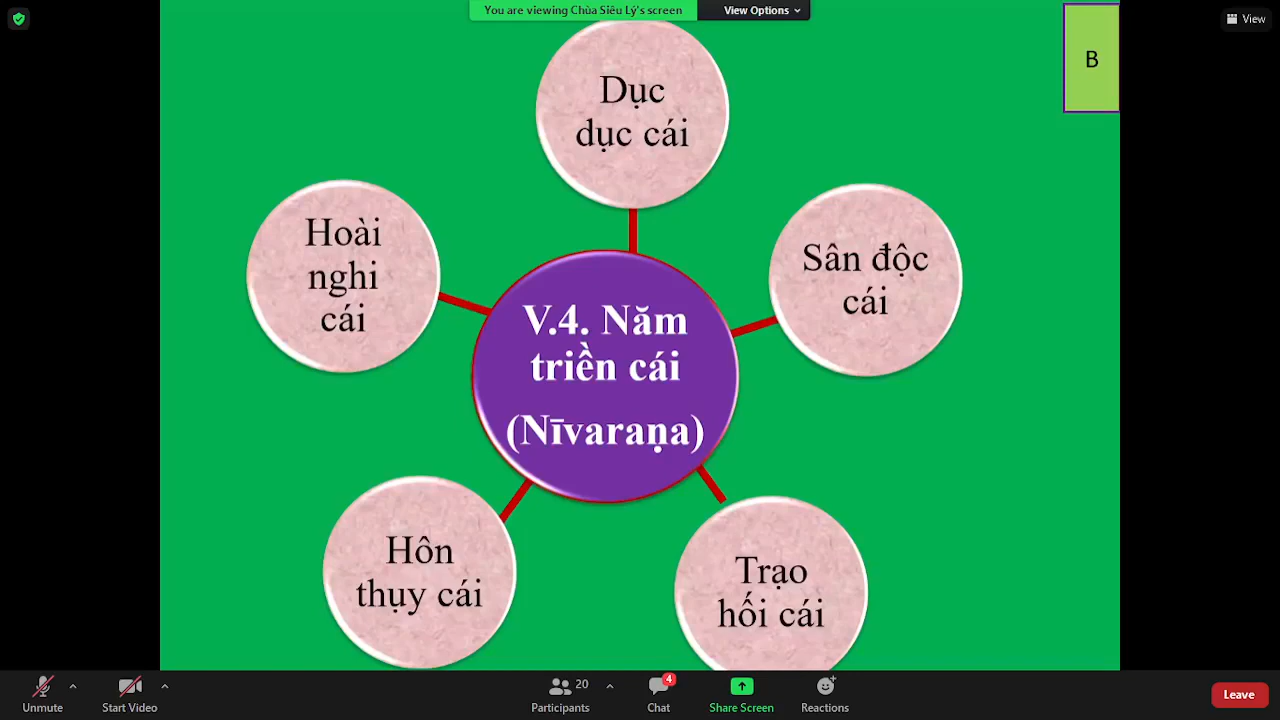 You are viewing Chùa Siêu Lý's screen
View Options
View
B
Dục
dục cái
Hoài
nghi
cái
Sân độc
cái
V.4. Năm
triền cái
(Nīvaraṇa)
Hôn
thụy cái
Trạo
hối cái
Unmute
Start Video
20
Participants
4
Chat
Share Screen
Reactions
Leave